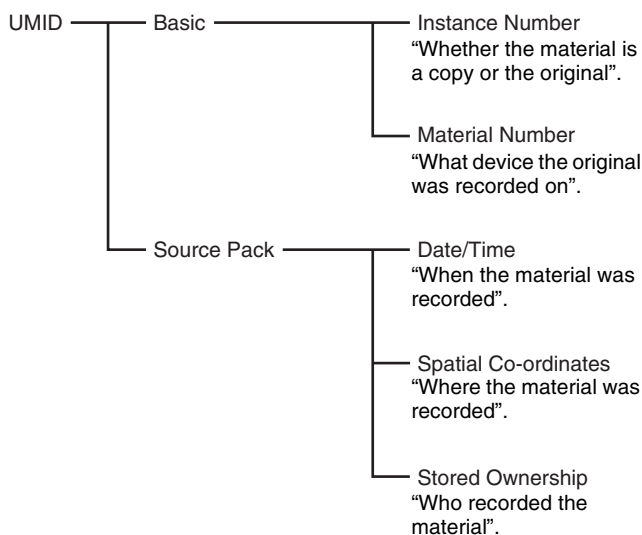 UMID
Basic
Instance Number
“Whether the material is
a copy or the original”.
Material Number
“What device the original
was recorded on”.
Source Pack
Date/Time
“When the material was
recorded”.
Spatial Co-ordinates
“Where the material was
recorded”.
Stored Ownership
“Who recorded the
material”.